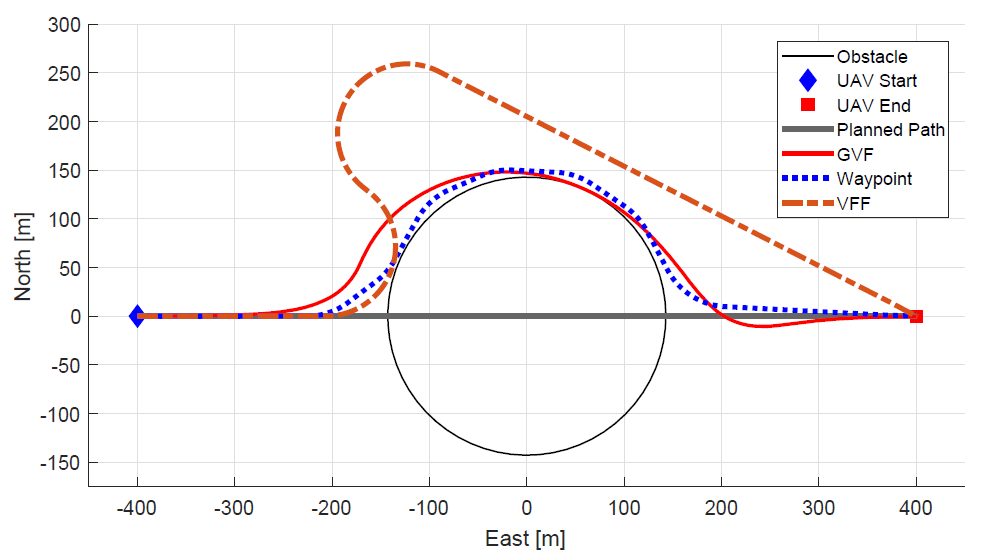 300
250
200
150
100
50
0
-50
-100
-150
North [m]
-400
-300
-200
-100
0
100
200
300
400
East [m]
Obstacle
UAV Start
UAV End
Planned Path
GVF
Waypoint
VFF